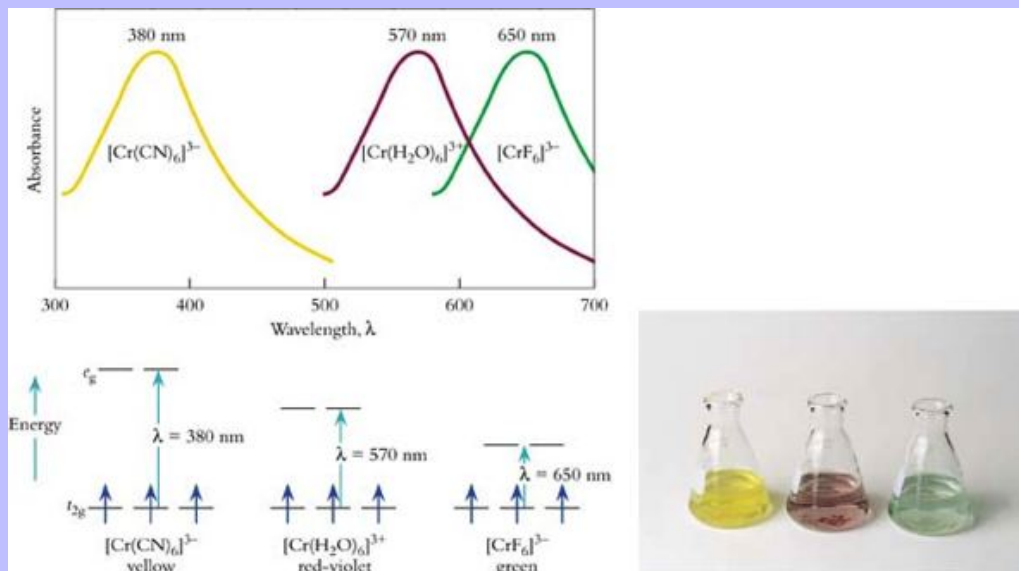 380 nm 570 nm 650 nm
Absorbance
[Cr(CN)₆]³⁻ [Cr(H₂O)₆]³⁺ [CrF₆]³⁻
300 400 500 600 700
Wavelength, λ
e_g
Energy
λ = 380 nm
λ = 570 nm
λ = 650 nm
t₂g
[Cr(CN)₆]³⁻ [Cr(H₂O)₆]³⁺ [CrF₆]³⁻
yellow red-violet green